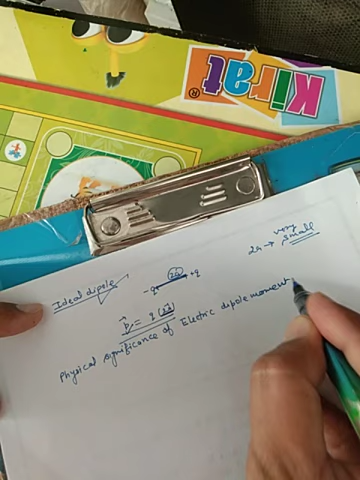 Kirat®
Ideal dipole
2a → very small
-q 2a +q
p⃗ = q (2a⃗)
Physical significance of Electric dipole moment